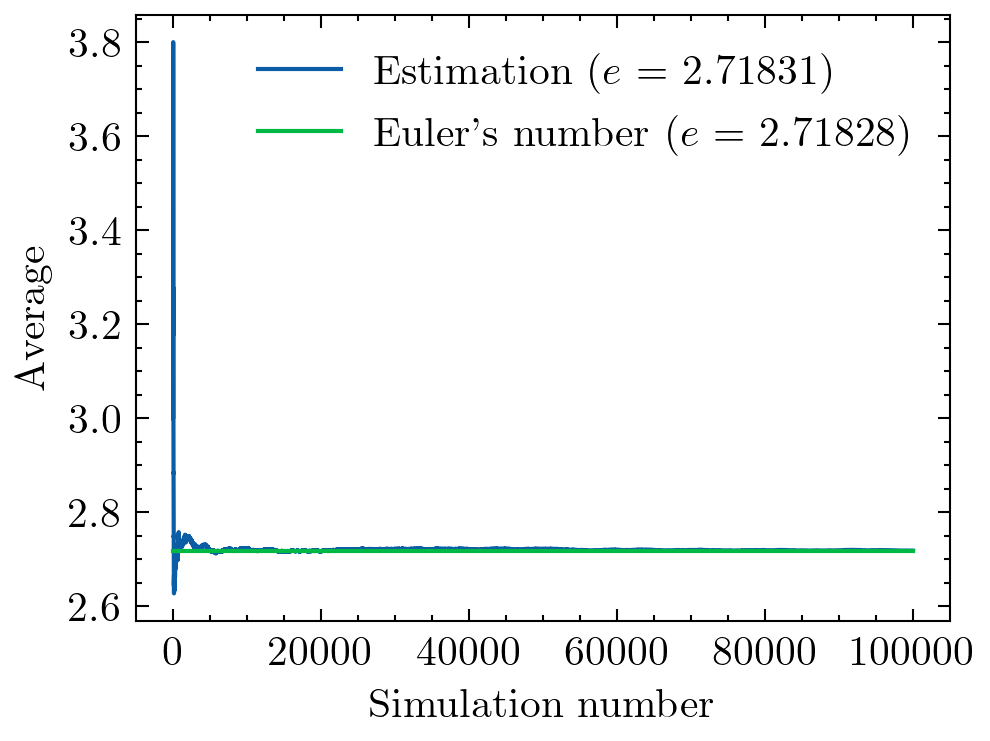 Estimation (e = 2.71831)
Euler's number (e = 2.71828)
3.8
3.6
3.4
3.2
3.0
2.8
2.6
Average
0 20000 40000 60000 80000 100000
Simulation number